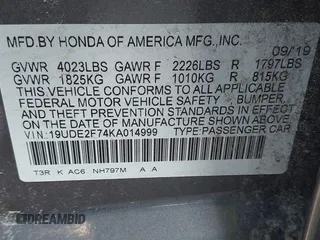 MFD.BY HONDA OF AMERICA MFG.,INC.
09/19
GVWR 4023LBS GAWR F 2226LBS R 1797LBS
GVWR 1825KG GAWR F 1010KG R 815KG
THIS VEHICLE CONFORMS TO ALL APPLICABLE
FEDERAL MOTOR VEHICLE SAFETY,
BUMPER, AND THEFT PREVENTION STANDARDS
IN EFFECT ON THE DATE OF MANUFACTURE
SHOWN ABOVE.
V I N:19UDE2F74KA014999 TYPE:PASSENGER CAR
T3R K AC6 NH797M A A
DREAMBID